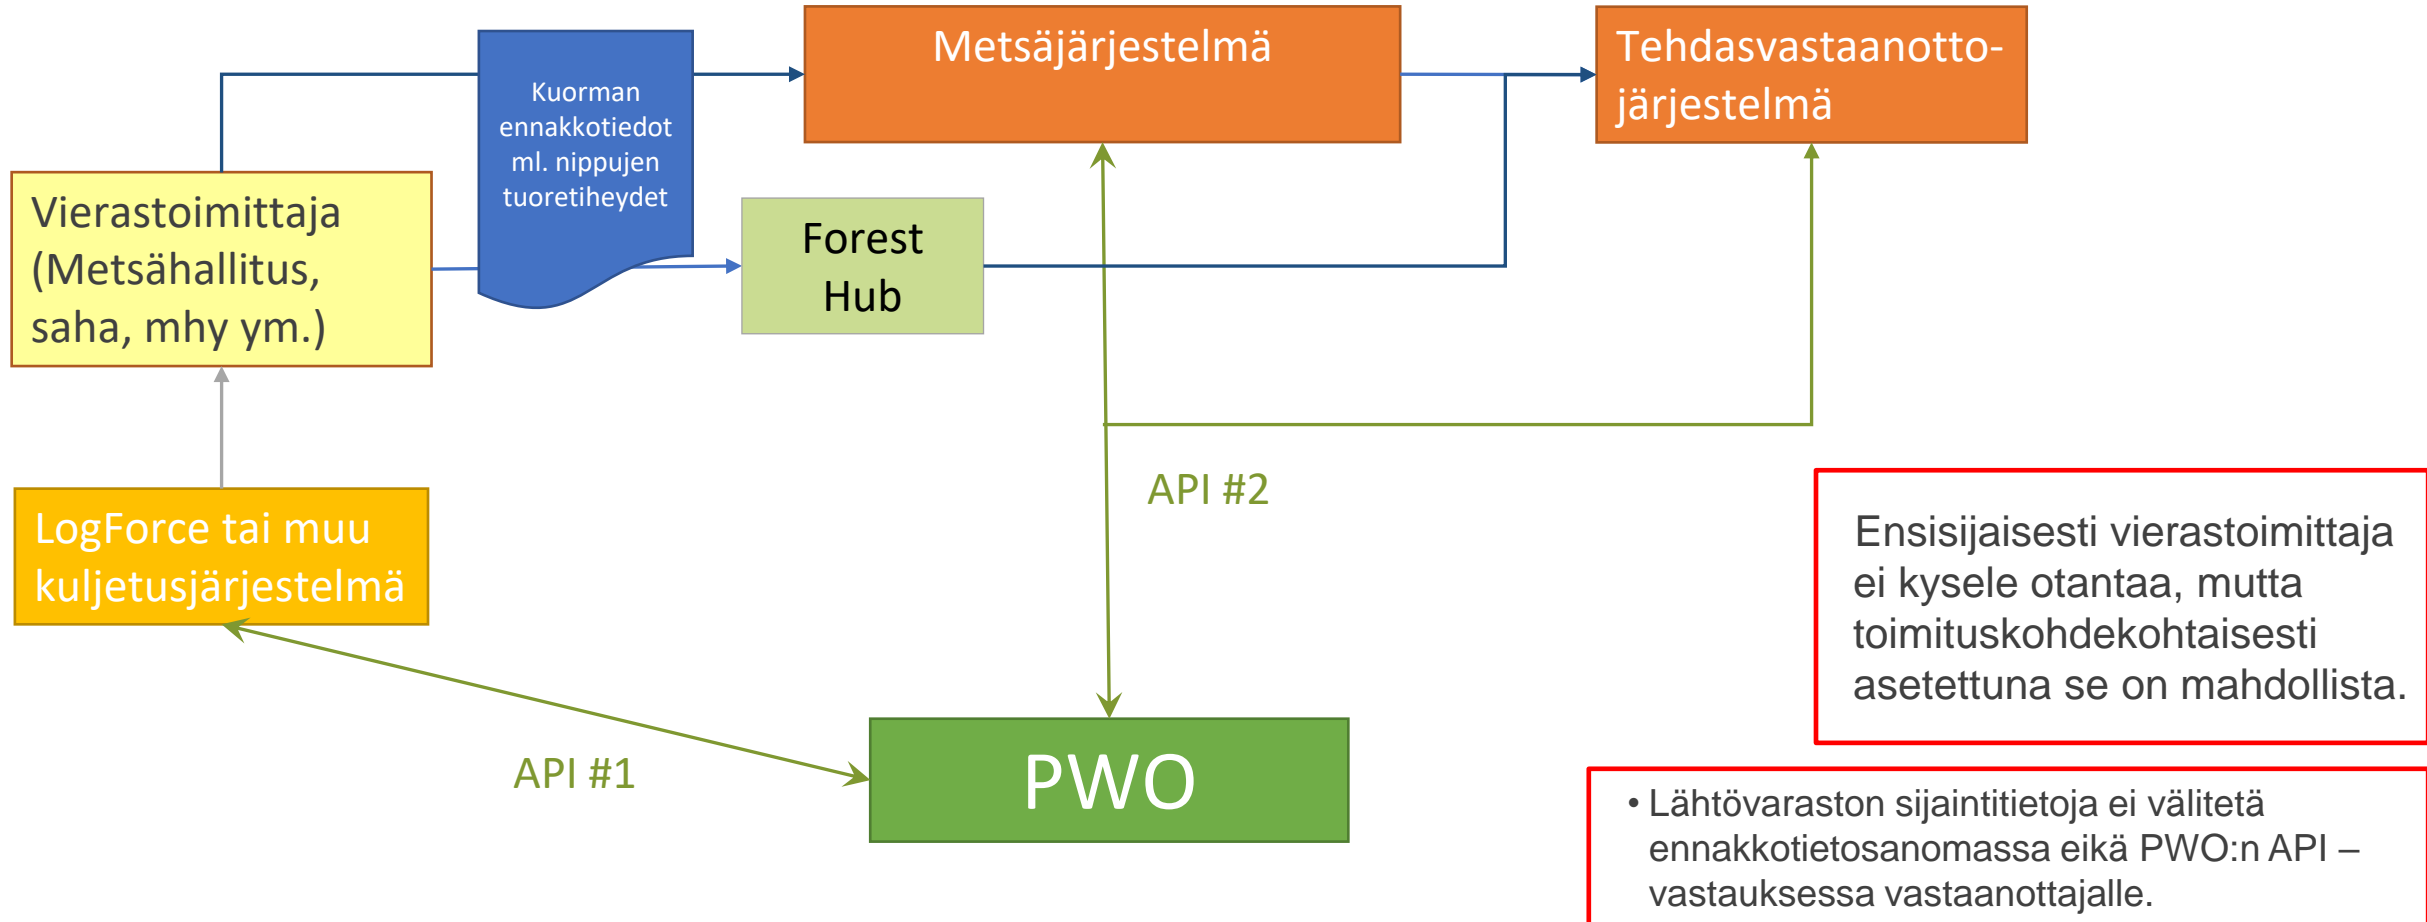 Metsäjärjestelmä
Tehdasvastaanotto-
järjestelmä
Kuorman
ennakkotiedot
ml. nippujen
tuoretiheydet
Vierastoimittaja
(Metsähallitus,
saha, mhy ym.)
Forest
Hub
LogForce tai muu
kuljetusjärjestelmä
API #2
API #1
PWO
Ensisijaisesti vierastoimittaja
ei kysele otantaa, mutta
toimituskohdekohtaisesti
asetettuna se on mahdollista.
• Lähtövaraston sijaintitietoja ei välitetä
ennakkotietosanomassa eikä PWO:n API –
vastauksessa vastaanottajalle.